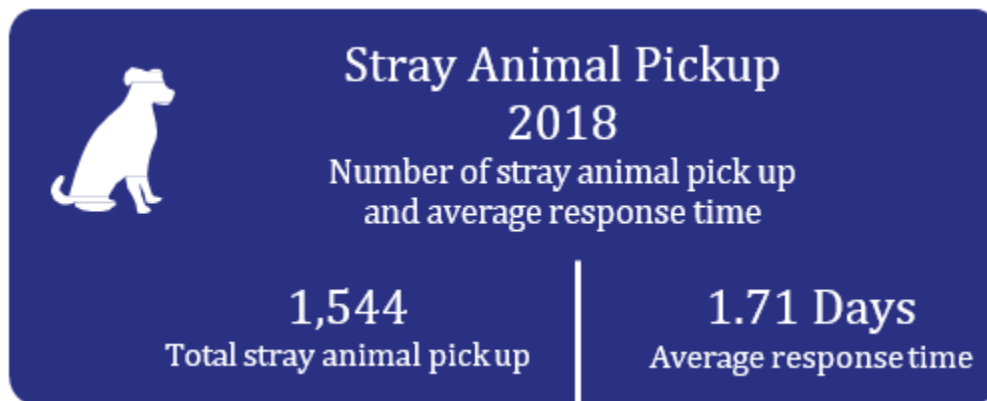 Stray Animal Pickup
2018
Number of stray animal pick up
and average response time
1,544
Total stray animal pick up
1.71 Days
Average response time